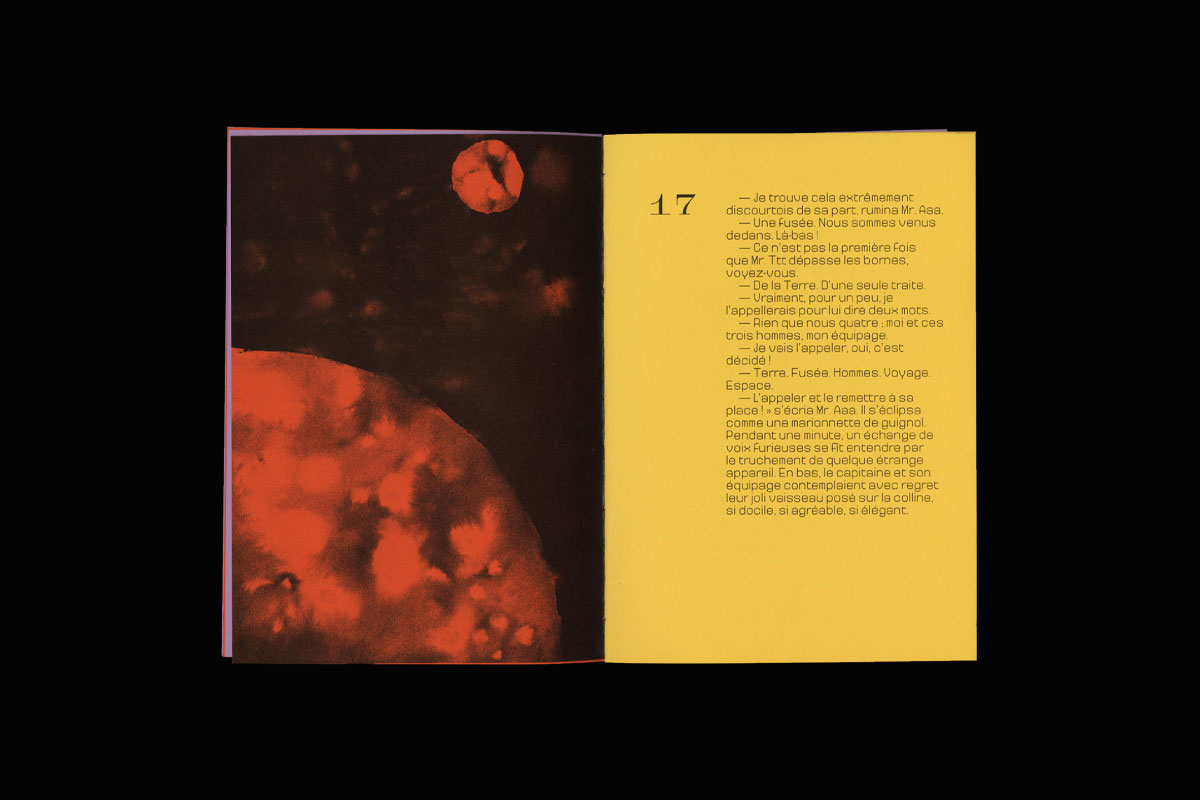 17
— Je trouve cela extrêmement
discourtois de sa part, rumina Mr. Aaa.
— Une fusée. Nous sommes venus
dedans. Là-bas !
— Ce n'est pas la première fois
que Mr. Ttt dépasse les bornes,
voyez-vous.
— De la Terre. D'une seule traite.
— Vraiment, pour un peu, je
l'appellerais pour lui dire deux mots.
— Rien que nous quatre ; moi et ces
trois hommes, mon équipage.
— Je vais l'appeler, oui, c'est
décidé !
— Terre. Fusée. Hommes. Voyage.
Espace.
— L'appeler et le remettre à sa
place ! » s'écria Mr. Aaa. Il s'éclipsa
comme une marionnette de guignol.
Pendant une minute, un échange de
voix furieuses se fit entendre par
le truchement de quelque étrange
appareil. En bas, le capitaine et son
équipage contemplaient avec regret
leur joli vaisseau posé sur la colline,
si docile, si agréable, si élégant.